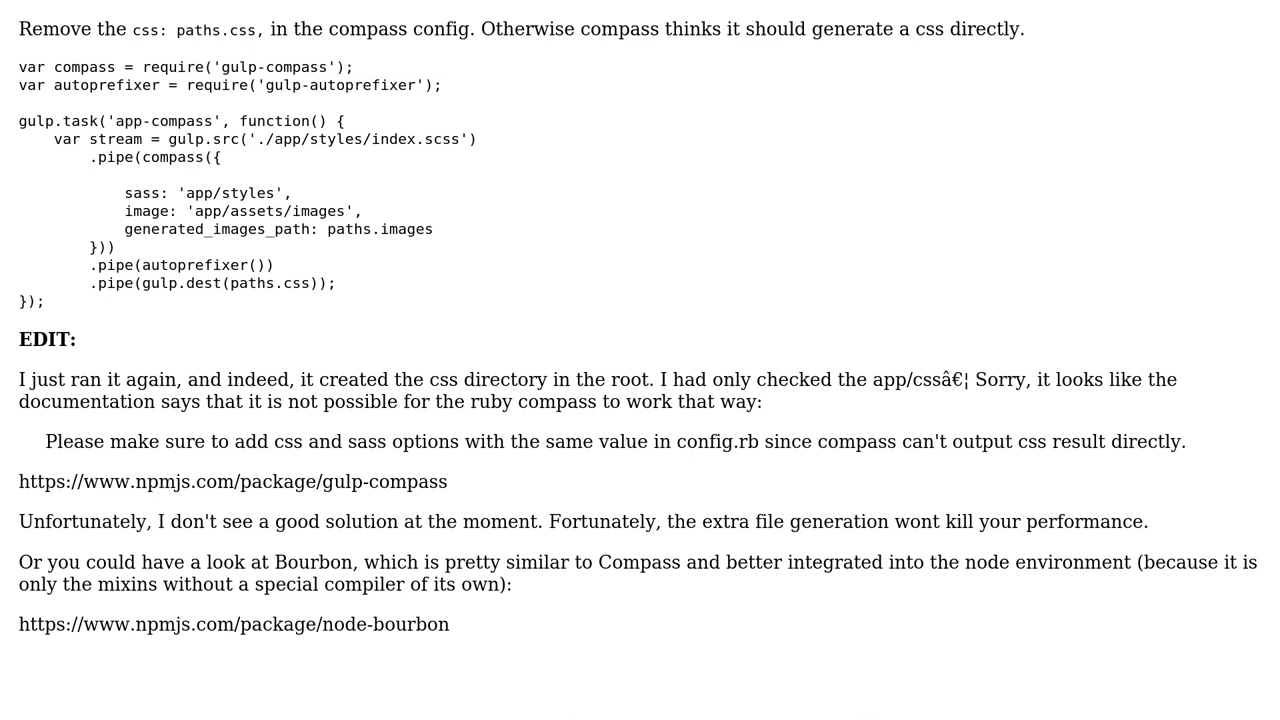 Remove the css: paths.css, in the compass config. Otherwise compass thinks it should generate a css directly.
var compass = require('gulp-compass');
var autoprefixer = require('gulp-autoprefixer');
gulp.task('app-compass', function() {
    var stream = gulp.src('./app/styles/index.scss')
        .pipe(compass({
            sass: 'app/styles',
            image: 'app/assets/images',
            generated_images_path: paths.images
        }))
        .pipe(autoprefixer())
        .pipe(gulp.dest(paths.css));
});
EDIT:
I just ran it again, and indeed, it created the css directory in the root. I had only checked the app/cssâ€¦ Sorry, it looks like the
documentation says that it is not possible for the ruby compass to work that way:
Please make sure to add css and sass options with the same value in config.rb since compass can't output css result directly.
https://www.npmjs.com/package/gulp-compass
Unfortunately, I don't see a good solution at the moment. Fortunately, the extra file generation wont kill your performance.
Or you could have a look at Bourbon, which is pretty similar to Compass and better integrated into the node environment (because it is
only the mixins without a special compiler of its own):
https://www.npmjs.com/package/node-bourbon